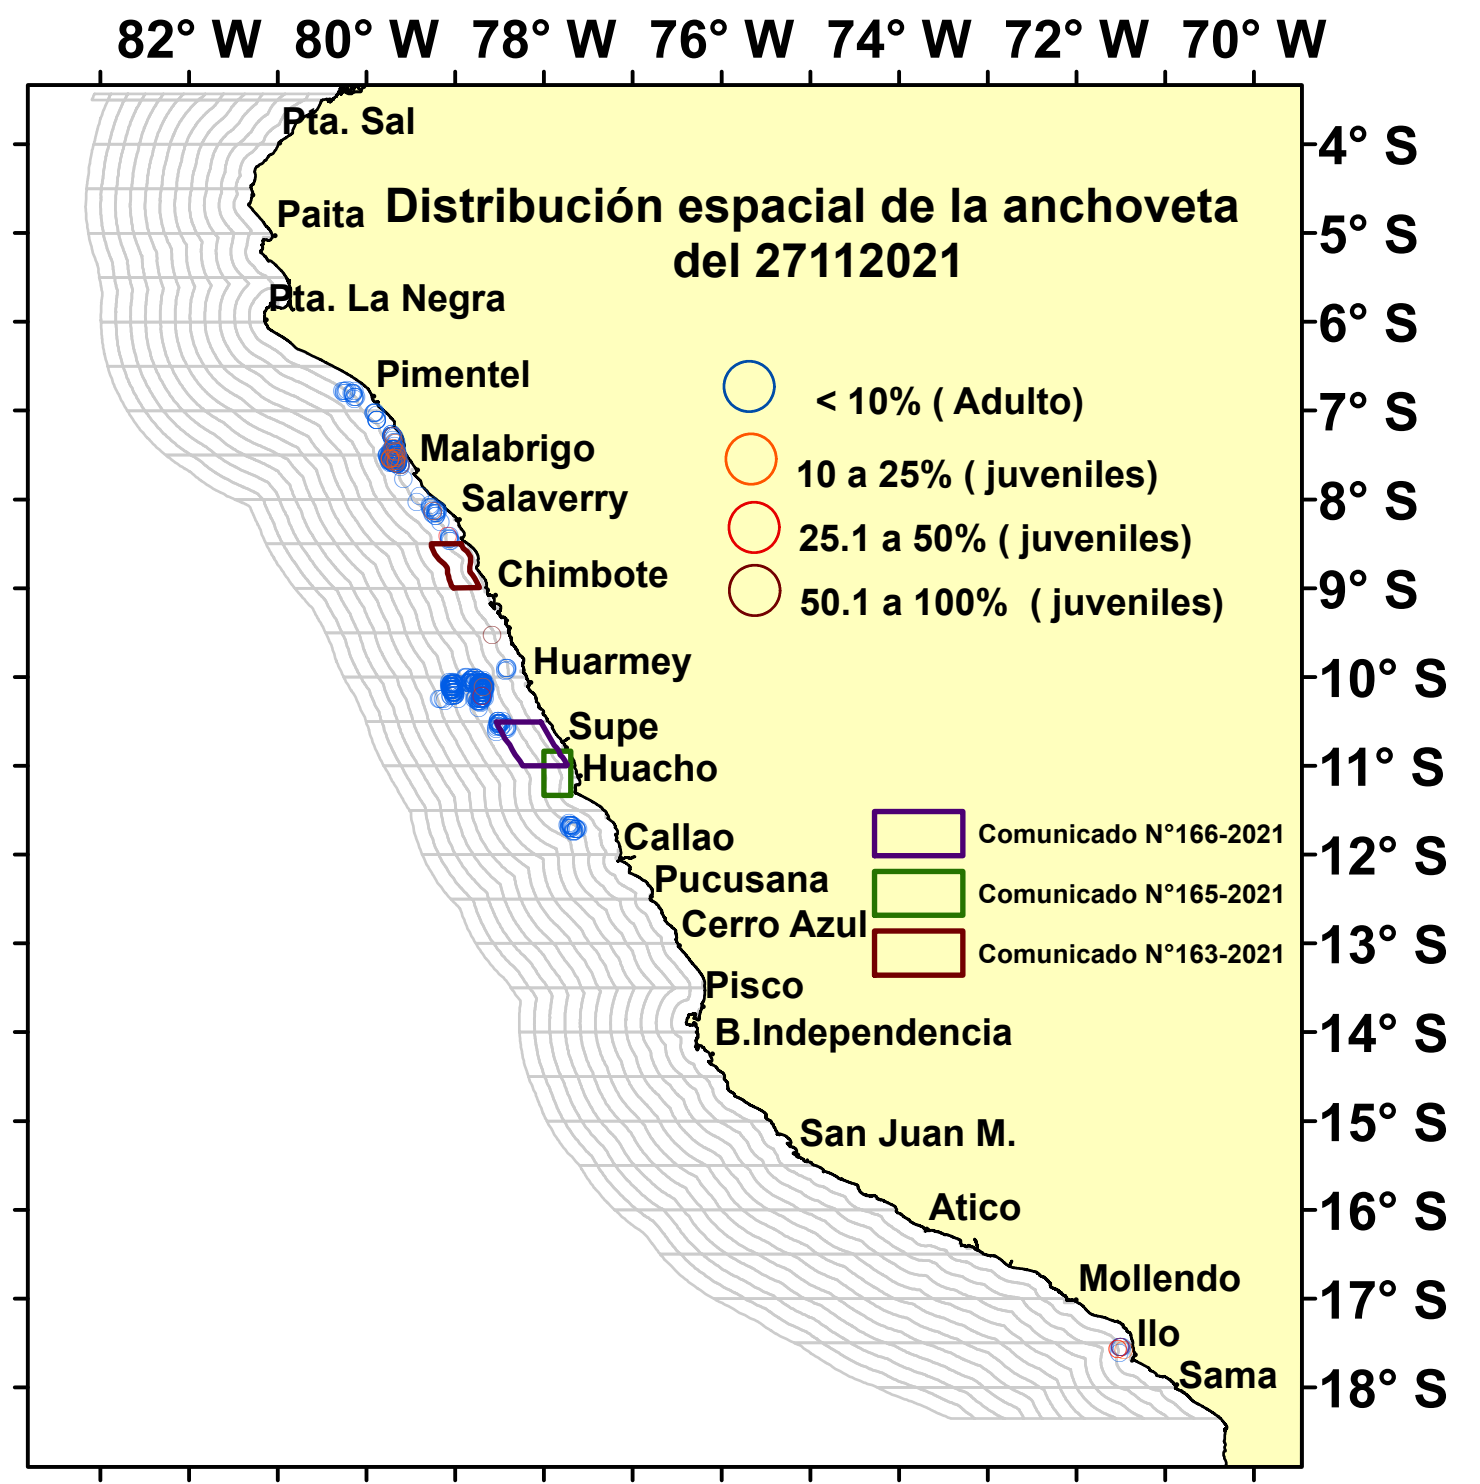 82° W 80° W 78° W 76° W 74° W 72° W 70° W
Pta. Sal
4° S
Distribución espacial de la anchoveta
del 27112021
Paita
5° S
Pta. La Negra
6° S
Pimentel
< 10% ( Adulto)
7° S
Malabrigo
10 a 25% ( juveniles)
Salaverry
8° S
25.1 a 50% ( juveniles)
Chimbote
9° S
50.1 a 100% ( juveniles)
Huarmey
10° S
Supe
Huacho
11° S
Callao
Comunicado N°166-2021
12° S
Pucusana
Comunicado N°165-2021
Cerro Azul
13° S
Comunicado N°163-2021
Pisco
B.Independencia
14° S
San Juan M.
15° S
Atico
16° S
Mollendo
17° S
Ilo
Sama
18° S